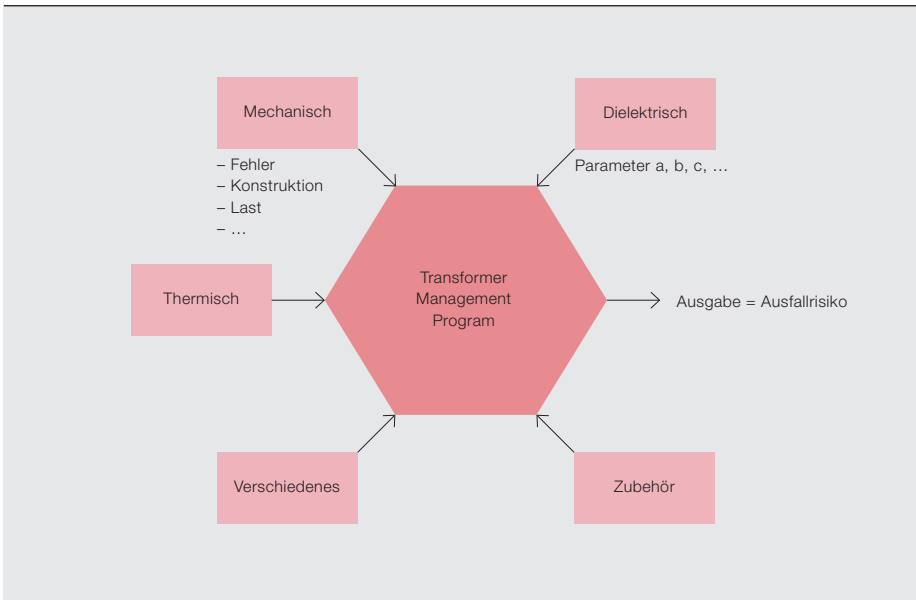 Mechanisch
– Fehler
– Konstruktion
– Last
– …
Dielektrisch
Parameter a, b, c, …
Thermisch
Transformer
Management
Program
Ausgabe = Ausfallrisiko
Verschiedenes
Zubehör